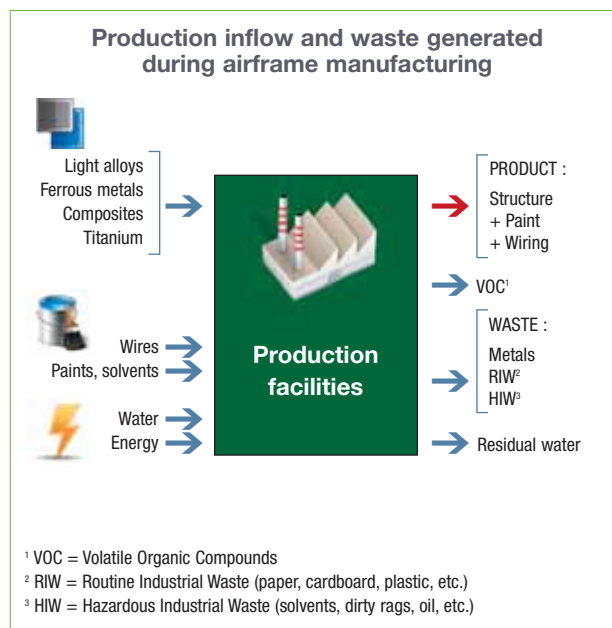 Production inflow and waste generated
during airframe manufacturing
Light alloys
Ferrous metals
Composites
Titanium
Wires
Paints, solvents
Water
Energy
Production
facilities
PRODUCT :
Structure
+ Paint
+ Wiring
VOC¹
WASTE :
Metals
RIW²
HIW³
Residual water
¹ VOC = Volatile Organic Compounds
² RIW = Routine Industrial Waste (paper, cardboard, plastic, etc.)
³ HIW = Hazardous Industrial Waste (solvents, dirty rags, oil, etc.)